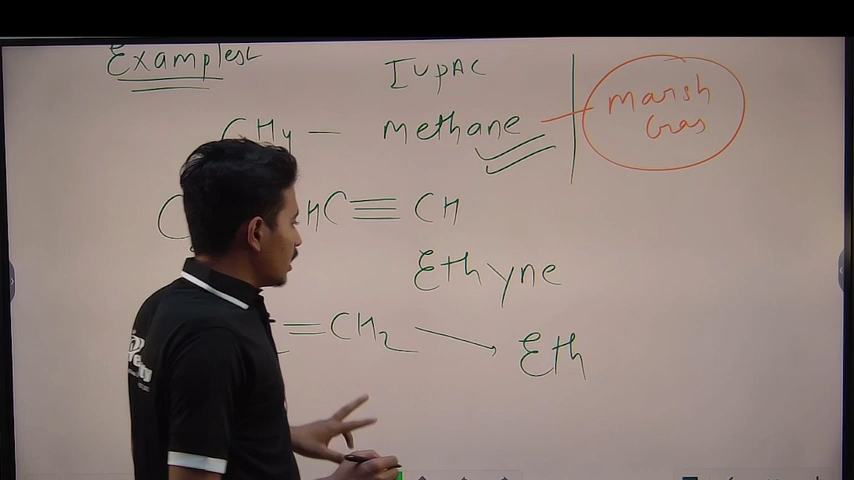 Examples
IUPAC
CH4 — methane
marsh
Gas
HC≡CH
Ethyne
=CH2 → Eth